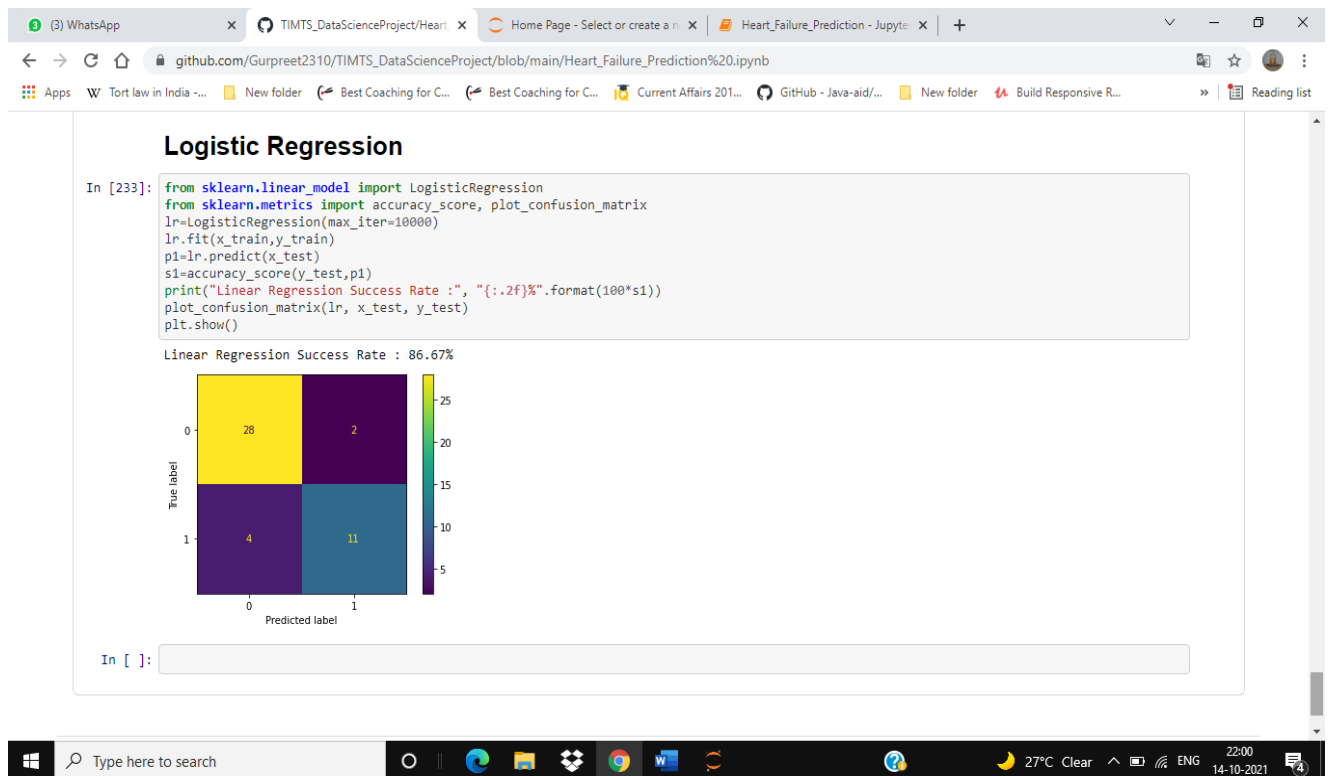 (3) WhatsApp
TIMTS_DataScienceProject/Heart
Home Page - Select or create a n
Heart_Failure_Prediction - Jupyte
github.com/Gurpreet2310/TIMTS_DataScienceProject/blob/main/Heart_Failure_Prediction%20.ipynb
Apps
W Tort law in India -...
New folder
Best Coaching for C...
Best Coaching for C...
Current Affairs 201...
GitHub - Java-aid/...
New folder
Build Responsive R...
»
Reading list
Logistic Regression
In [233]:
from sklearn.linear_model import LogisticRegression
from sklearn.metrics import accuracy_score, plot_confusion_matrix
lr=LogisticRegression(max_iter=10000)
lr.fit(x_train,y_train)
p1=lr.predict(x_test)
s1=accuracy_score(y_test,p1)
print("Linear Regression Success Rate :", "{:.2f}%".format(100*s1))
plot_confusion_matrix(lr, x_test, y_test)
plt.show()
Linear Regression Success Rate : 86.67%
True label
0
28
2
1
4
11
0
1
Predicted label
25
20
15
10
5
In [ ]:
Type here to search
27°C Clear
ENG
22:00
14-10-2021
4